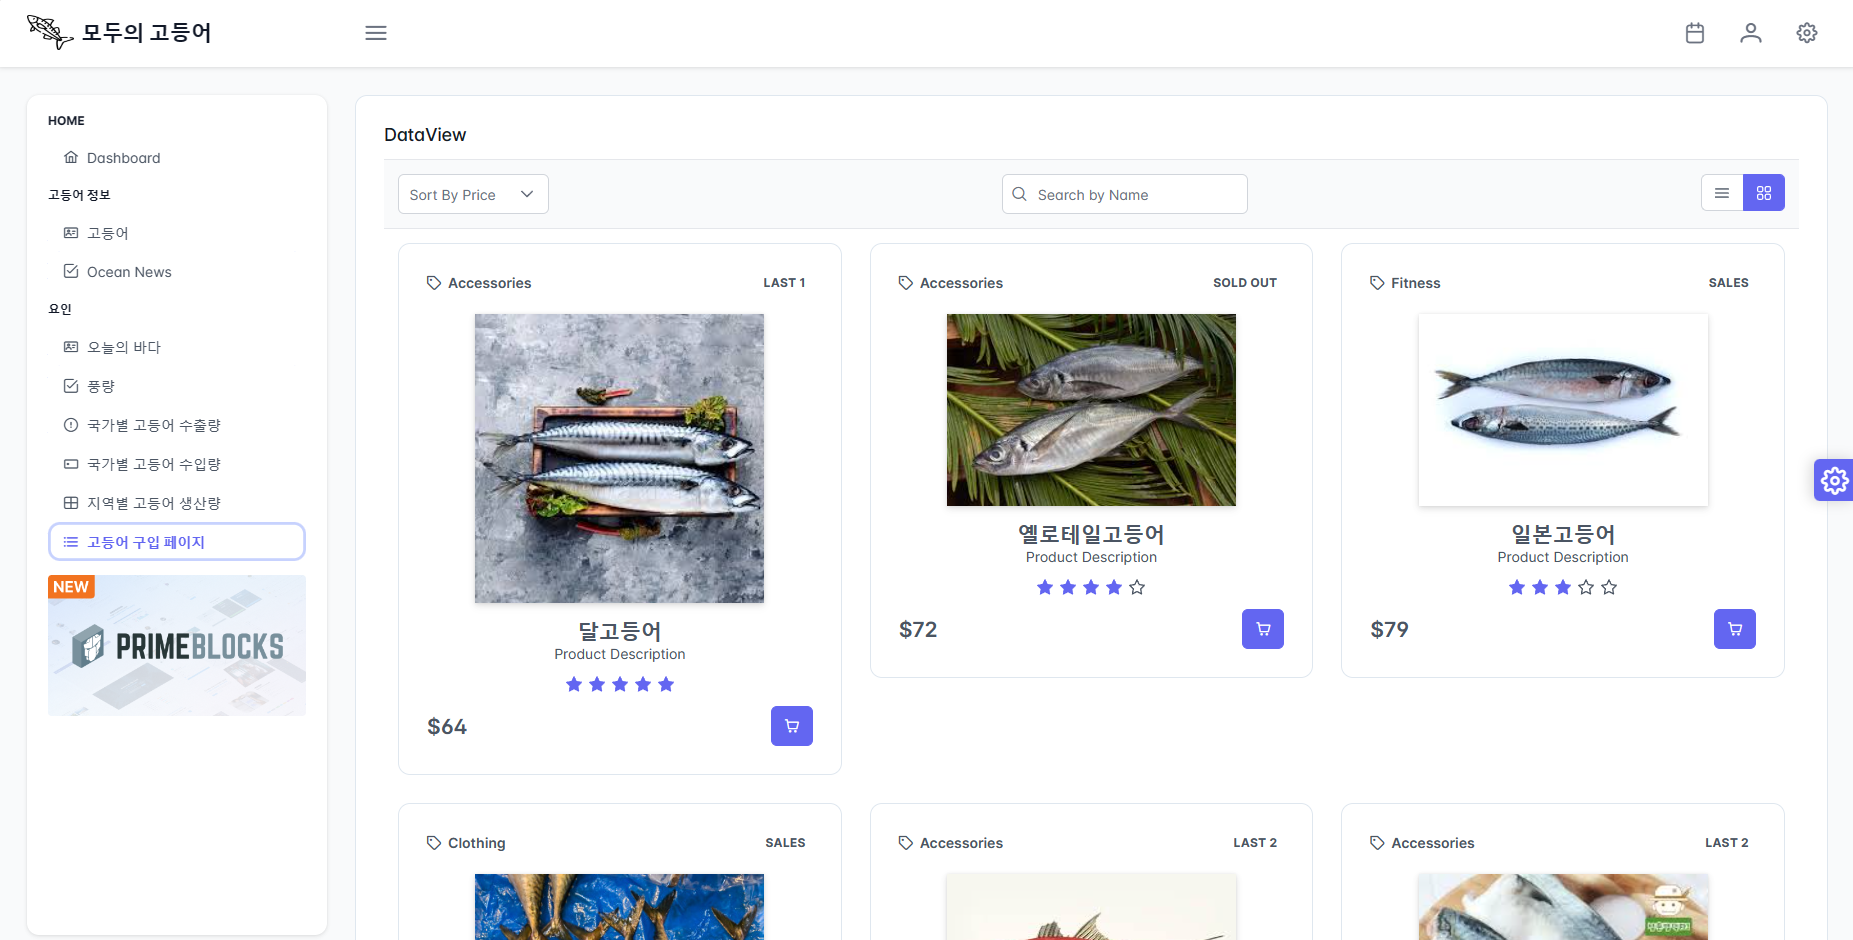 모두의 고등어
HOME
Dashboard
고등어 정보
고등어
Ocean News
요인
오늘의 바다
풍량
국가별 고등어 수출량
국가별 고등어 수입량
지역별 고등어 생산량
고등어 구입 페이지
NEW
PRIMEBLOCKS
DataView
Sort By Price
Search by Name
Accessories
LAST 1
달고등어
Product Description
$64
Accessories
SOLD OUT
옐로테일고등어
Product Description
$72
Fitness
SALES
일본고등어
Product Description
$79
Clothing
SALES
Accessories
LAST 2
Accessories
LAST 2